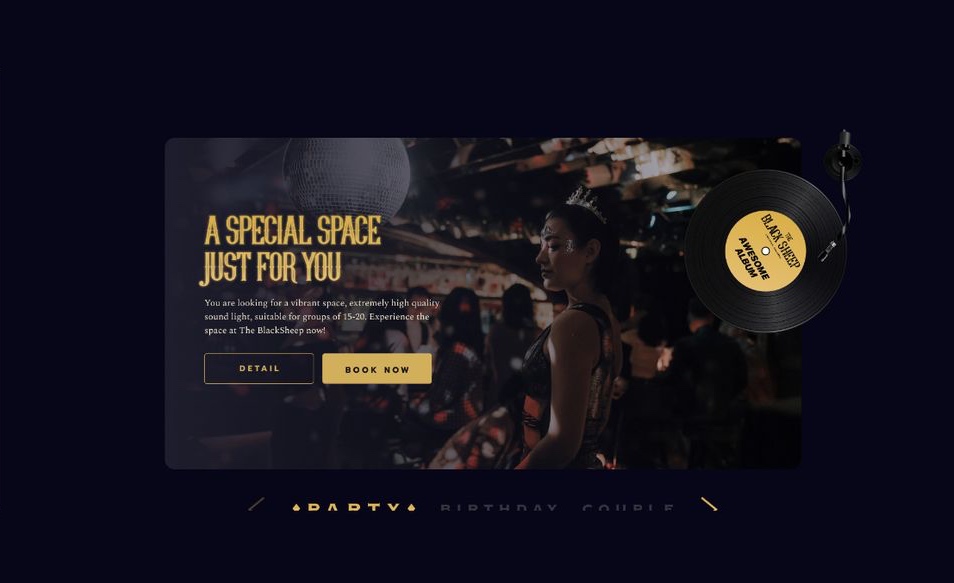 A SPECIAL SPACE
JUST FOR YOU
You are looking for a vibrant space, extremely high quality
sound light, suitable for groups of 15-20. Experience the
space at The BlackSheep now!
DETAIL
BOOK NOW
THE
BLACK SHEEP
AWESOME
ALBUM
PARTY BIRTHDAY COUPLE